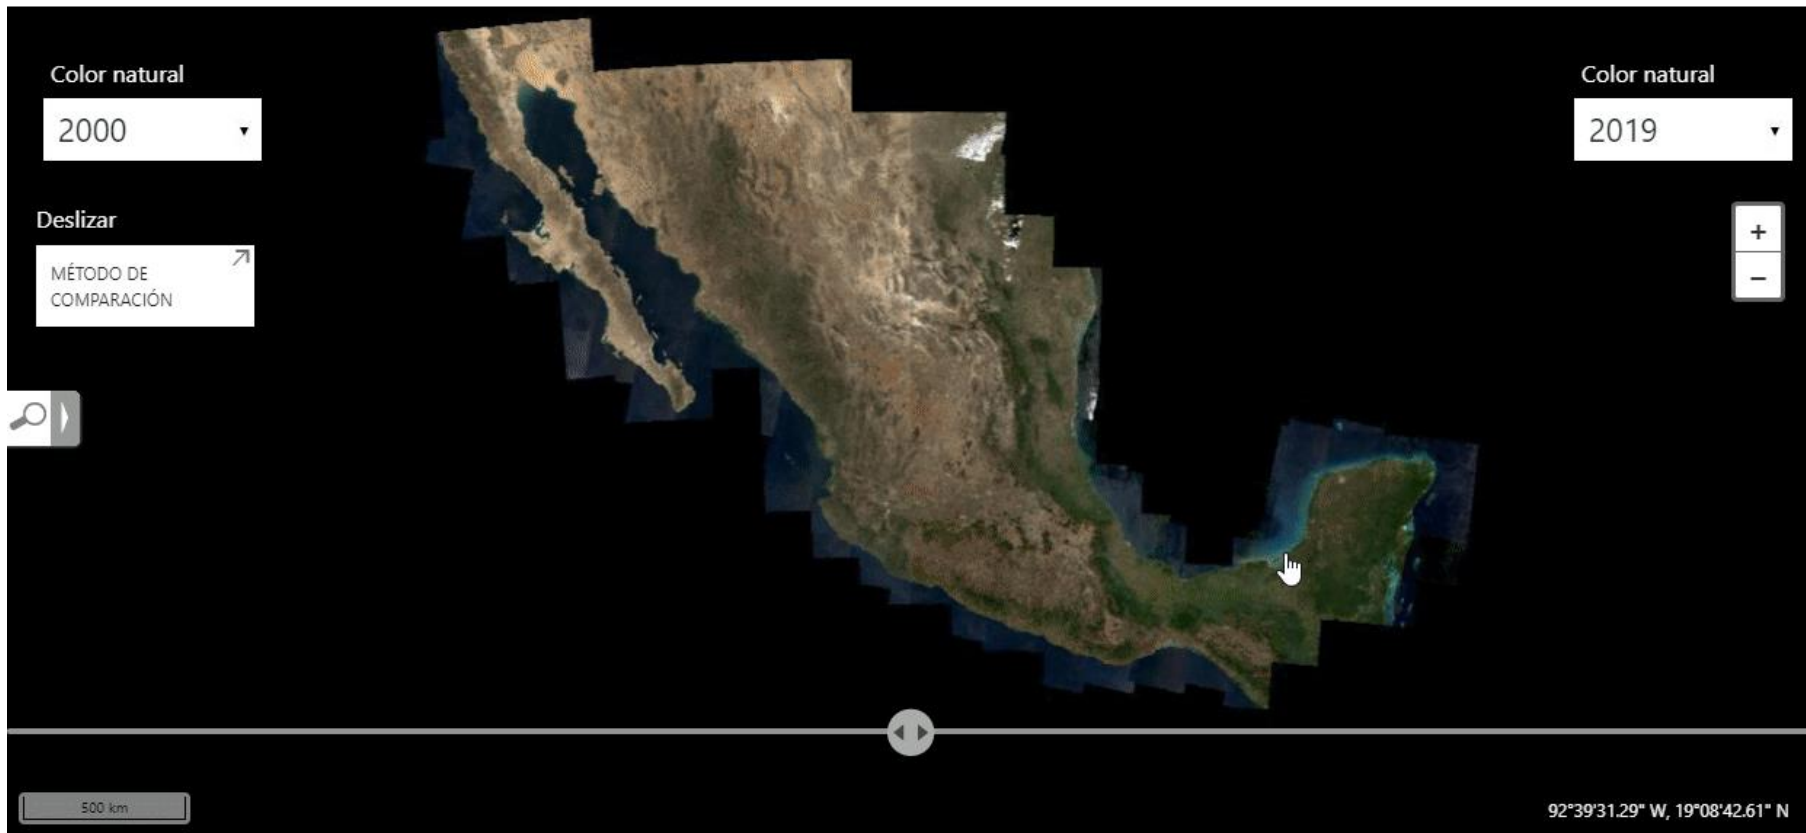 Color natural
2000
Color natural
2019
Deslizar
MÉTODO DE
COMPARACIÓN
+
−
500 km
92°39'31.29" W, 19°08'42.61" N